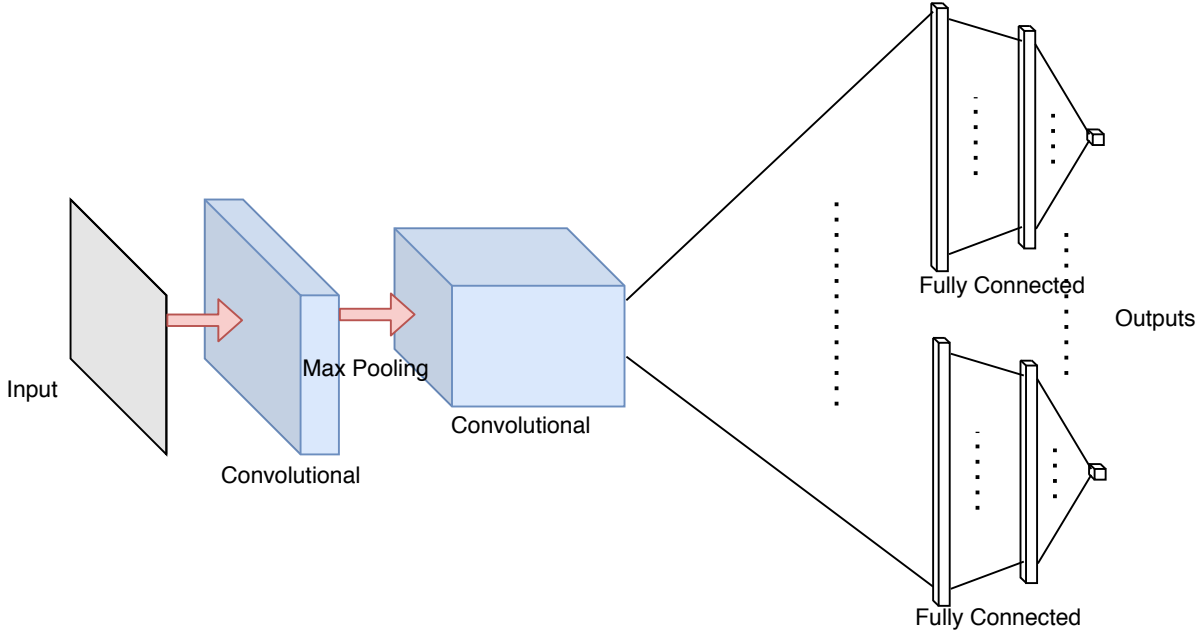 Input
Convolutional
Max Pooling
Convolutional
Fully Connected
Fully Connected
Outputs